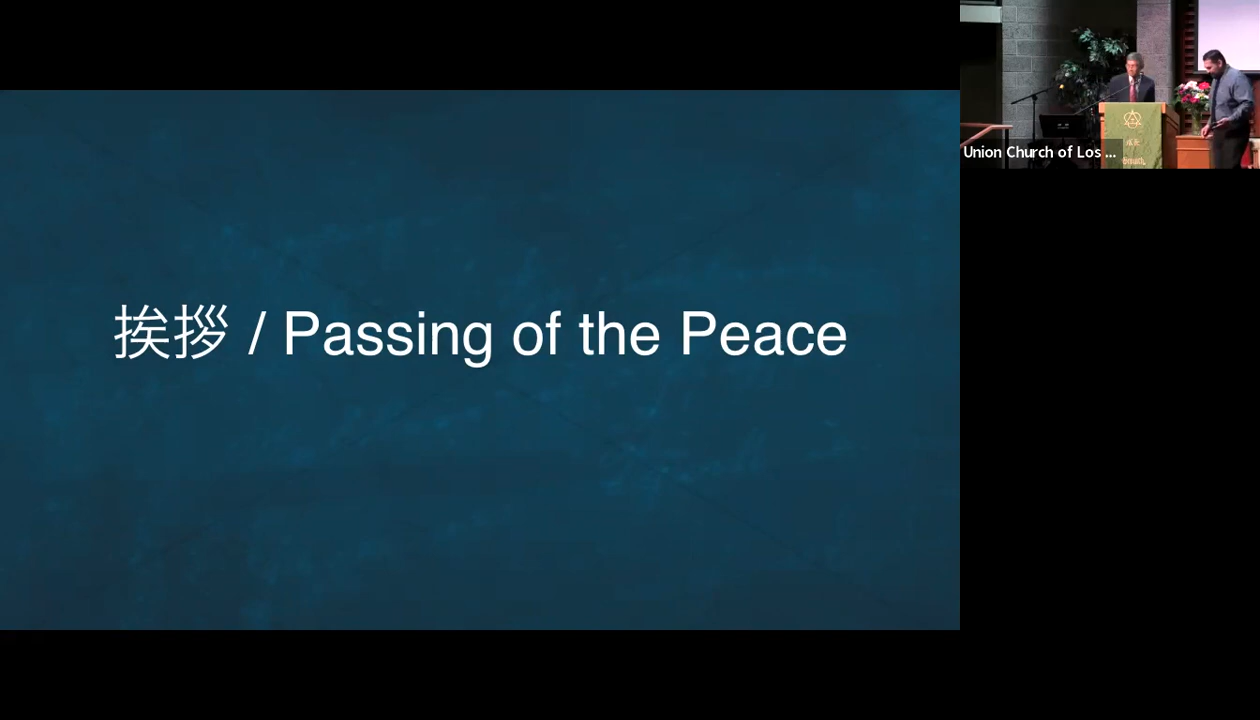 挨拶 / Passing of the Peace
Union Church of Los ...